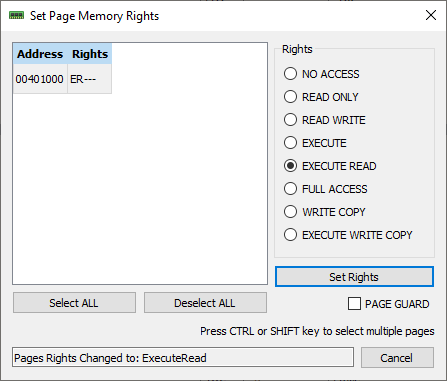 Set Page Memory Rights
Address Rights
00401000 ER---
Rights
NO ACCESS
READ ONLY
READ WRITE
EXECUTE
EXECUTE READ
FULL ACCESS
WRITE COPY
EXECUTE WRITE COPY
Set Rights
Select ALL
Deselect ALL
PAGE GUARD
Press CTRL or SHIFT key to select multiple pages
Pages Rights Changed to: ExecuteRead
Cancel